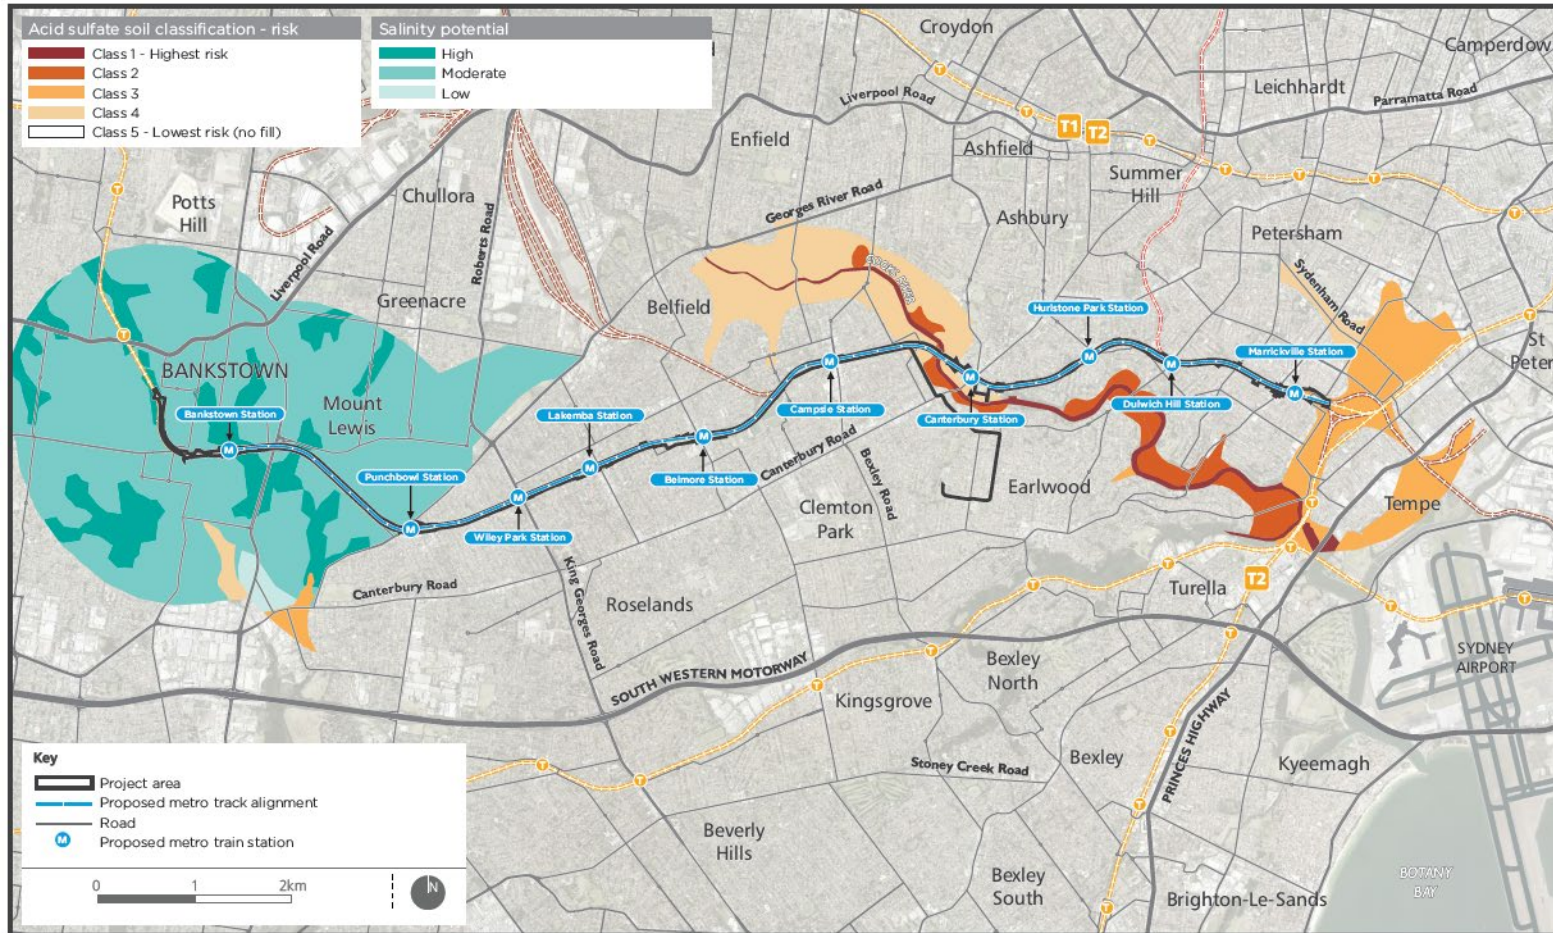 Acid sulfate soil classification - risk
Class 1 - Highest risk
Class 2
Class 3
Class 4
Class 5 - Lowest risk (no fill)
Salinity potential
High
Moderate
Low
Croydon
Camperdow
Leichhardt
Parramatta Road
Liverpool Road
Enfield
T1
T2
Ashfield
Summer
Hill
Potts
Hill
Chullora
Georges River Road
Ashbury
Petersham
Liverpool Road
Roberts Road
Sydenham Road
Greenacre
Belfield
COOKS RIVER
Hurlstone Park Station
St
Peter
Marrickville Station
BANKSTOWN
Mount
Lewis
Bankstown Station
Lakemba Station
Campsie Station
Canterbury Station
Dulwich Hill Station
Punchbowl Station
Belmore Station
Canterbury Road
Bexley Road
Earlwood
Clemton
Park
Tempe
Wiley Park Station
Canterbury Road
King Georges Road
Roselands
T2
Turella
SYDNEY
AIRPORT
SOUTH WESTERN MOTORWAY
Bexley
North
Kingsgrove
PRINCES HIGHWAY
Stoney Creek Road
Bexley
Kyeemagh
Beverly
Hills
Bexley
South
Brighton-Le-Sands
BOTANY
BAY
Key
Project area
Proposed metro track alignment
Road
M
Proposed metro train station
0 1 2km
N